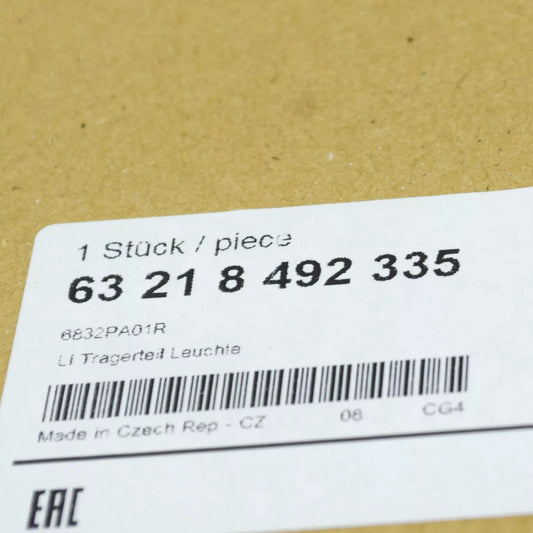 1 Stück / piece
63 21 8 492 335
6832PA01R
LI Tragerteil Leuchte
Made in Czech Rep - CZ 08 CG4
EAC